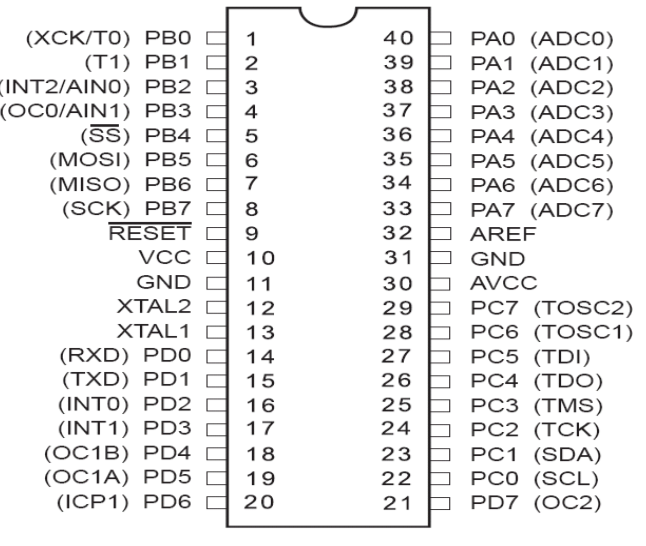 (XCK/T0) PB0 1 40 PA0 (ADC0)
(T1) PB1 2 39 PA1 (ADC1)
(INT2/AIN0) PB2 3 38 PA2 (ADC2)
(OC0/AIN1) PB3 4 37 PA3 (ADC3)
(SS) PB4 5 36 PA4 (ADC4)
(MOSI) PB5 6 35 PA5 (ADC5)
(MISO) PB6 7 34 PA6 (ADC6)
(SCK) PB7 8 33 PA7 (ADC7)
RESET 9 32 AREF
VCC 10 31 GND
GND 11 30 AVCC
XTAL2 12 29 PC7 (TOSC2)
XTAL1 13 28 PC6 (TOSC1)
(RXD) PD0 14 27 PC5 (TDI)
(TXD) PD1 15 26 PC4 (TDO)
(INT0) PD2 16 25 PC3 (TMS)
(INT1) PD3 17 24 PC2 (TCK)
(OC1B) PD4 18 23 PC1 (SDA)
(OC1A) PD5 19 22 PC0 (SCL)
(ICP1) PD6 20 21 PD7 (OC2)